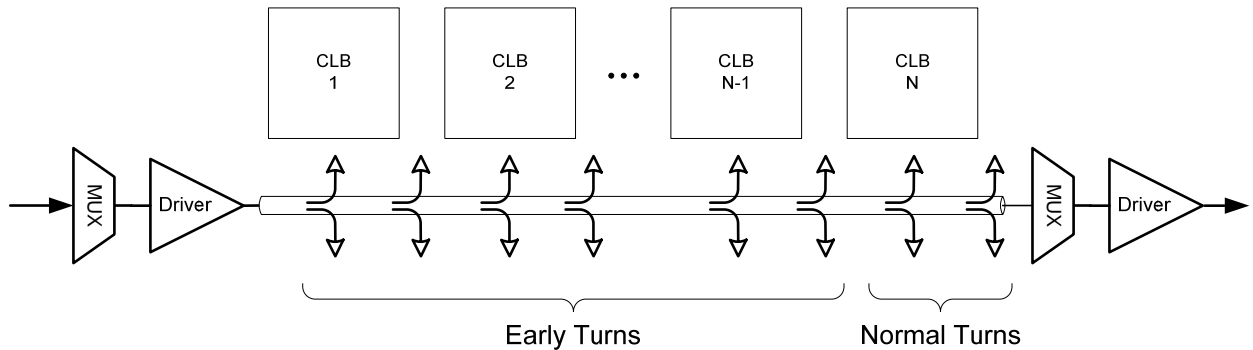 CLB
1
CLB
2
...
CLB
N-1
CLB
N
MUX
Driver
MUX
Driver
Early Turns
Normal Turns